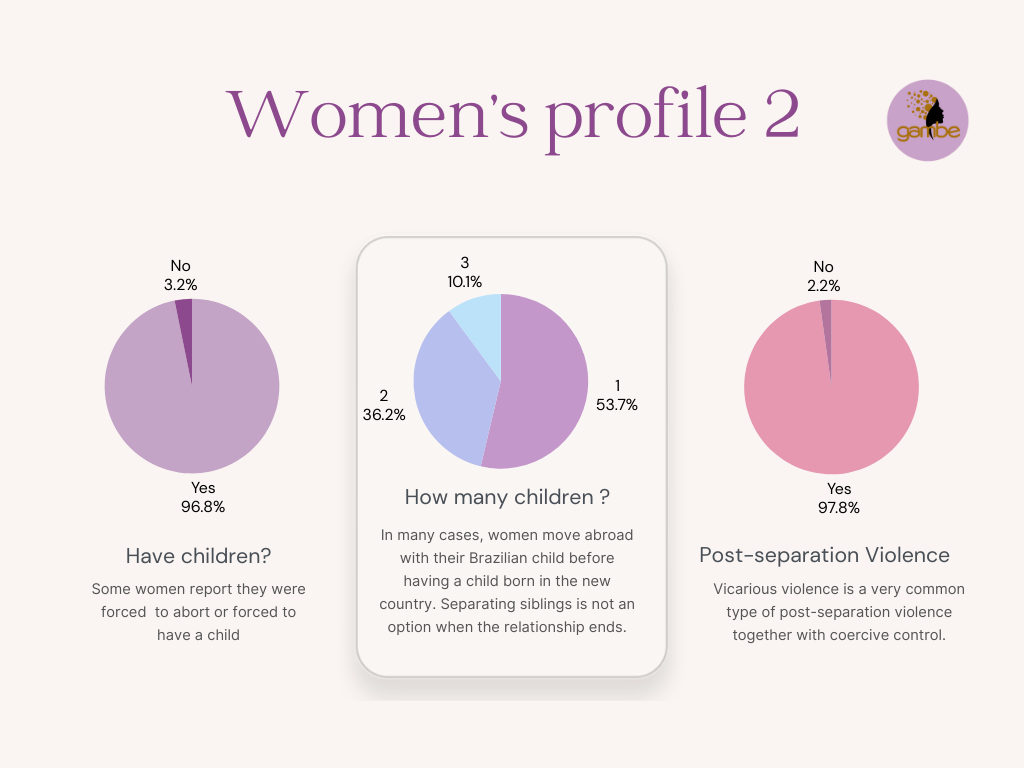 Women's profile 2
gambe
No
3.2%
Yes
96.8%
Have children?
Some women report they were
forced  to abort or forced to
have a child
3
10.1%
2
36.2%
1
53.7%
How many children ?
In many cases, women move abroad
with their Brazilian child before
having a child born in the new
country. Separating siblings is not an
option when the relationship ends.
No
2.2%
Yes
97.8%
Post-separation Violence
Vicarious violence is a very common
type of post-separation violence
together with coercive control.